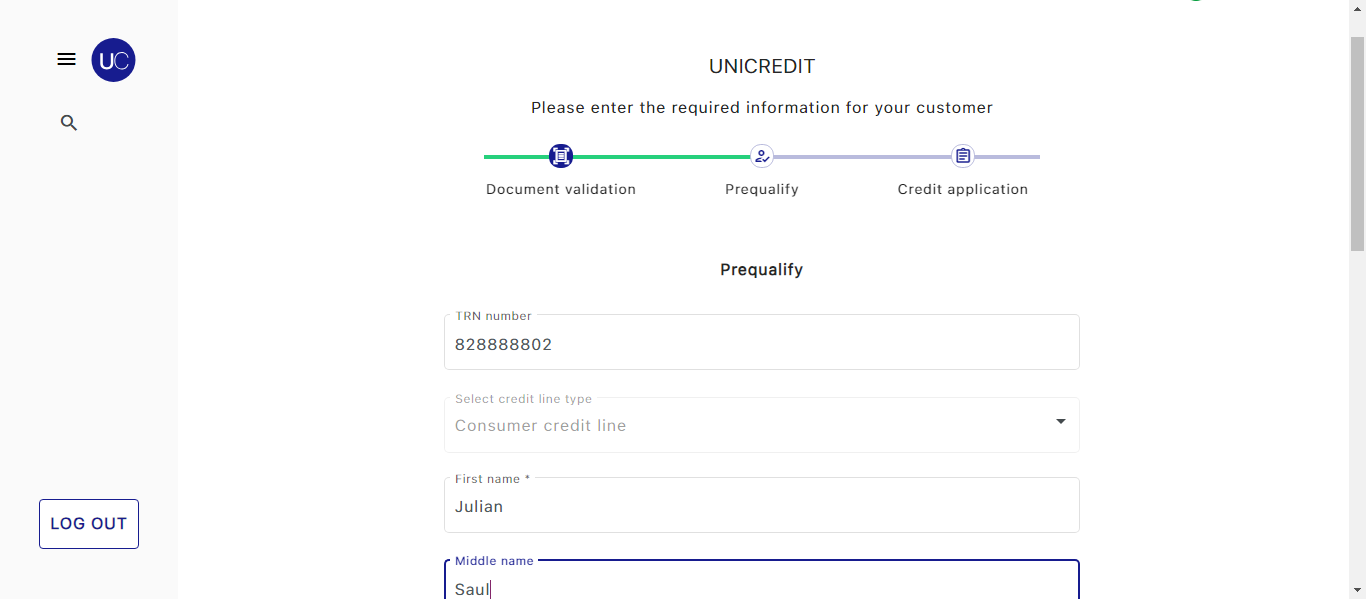 UC
UNICREDIT
Please enter the required information for your customer
Document validation
Prequalify
Credit application
Prequalify
TRN number
828888802
Select credit line type
Consumer credit line
First name *
Julian
LOG OUT
Middle name
Saul